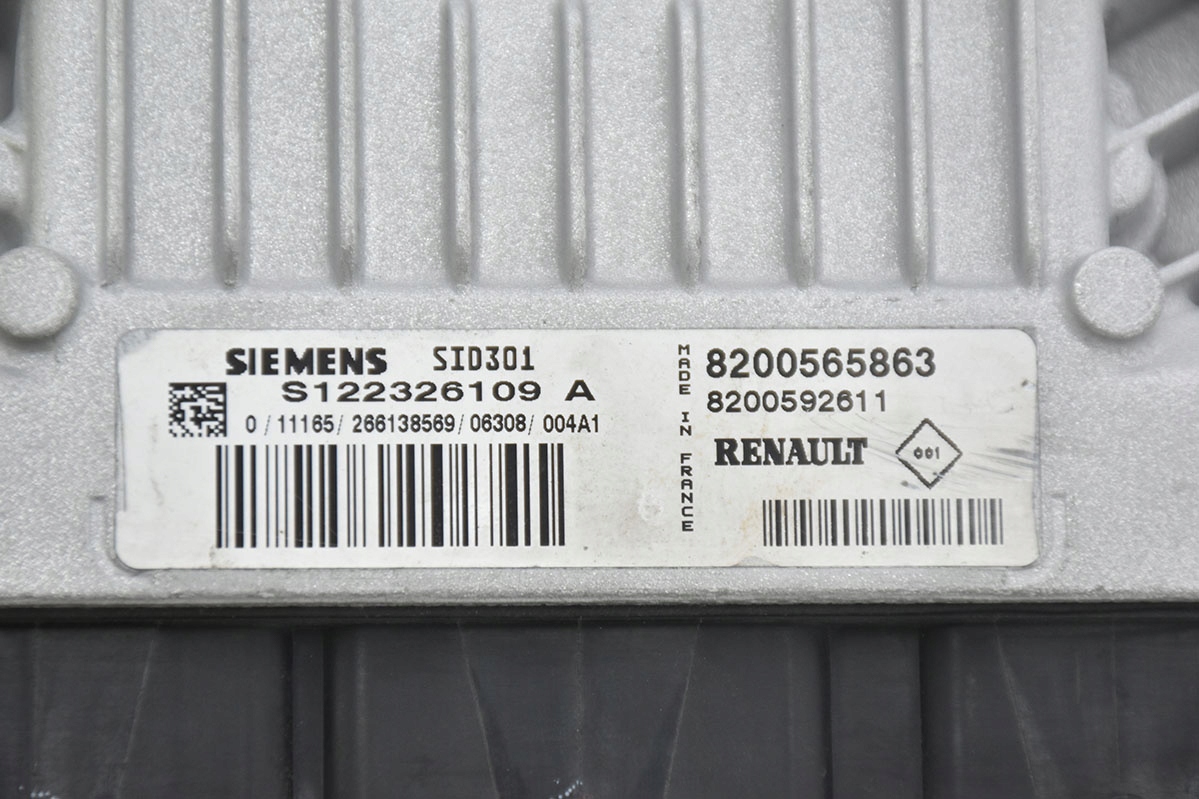 SIEMENS SID301
S122326109 A
0/11165/266138569/06308/004A1
MADE IN FRANCE
8200565863
8200592611
RENAULT 001